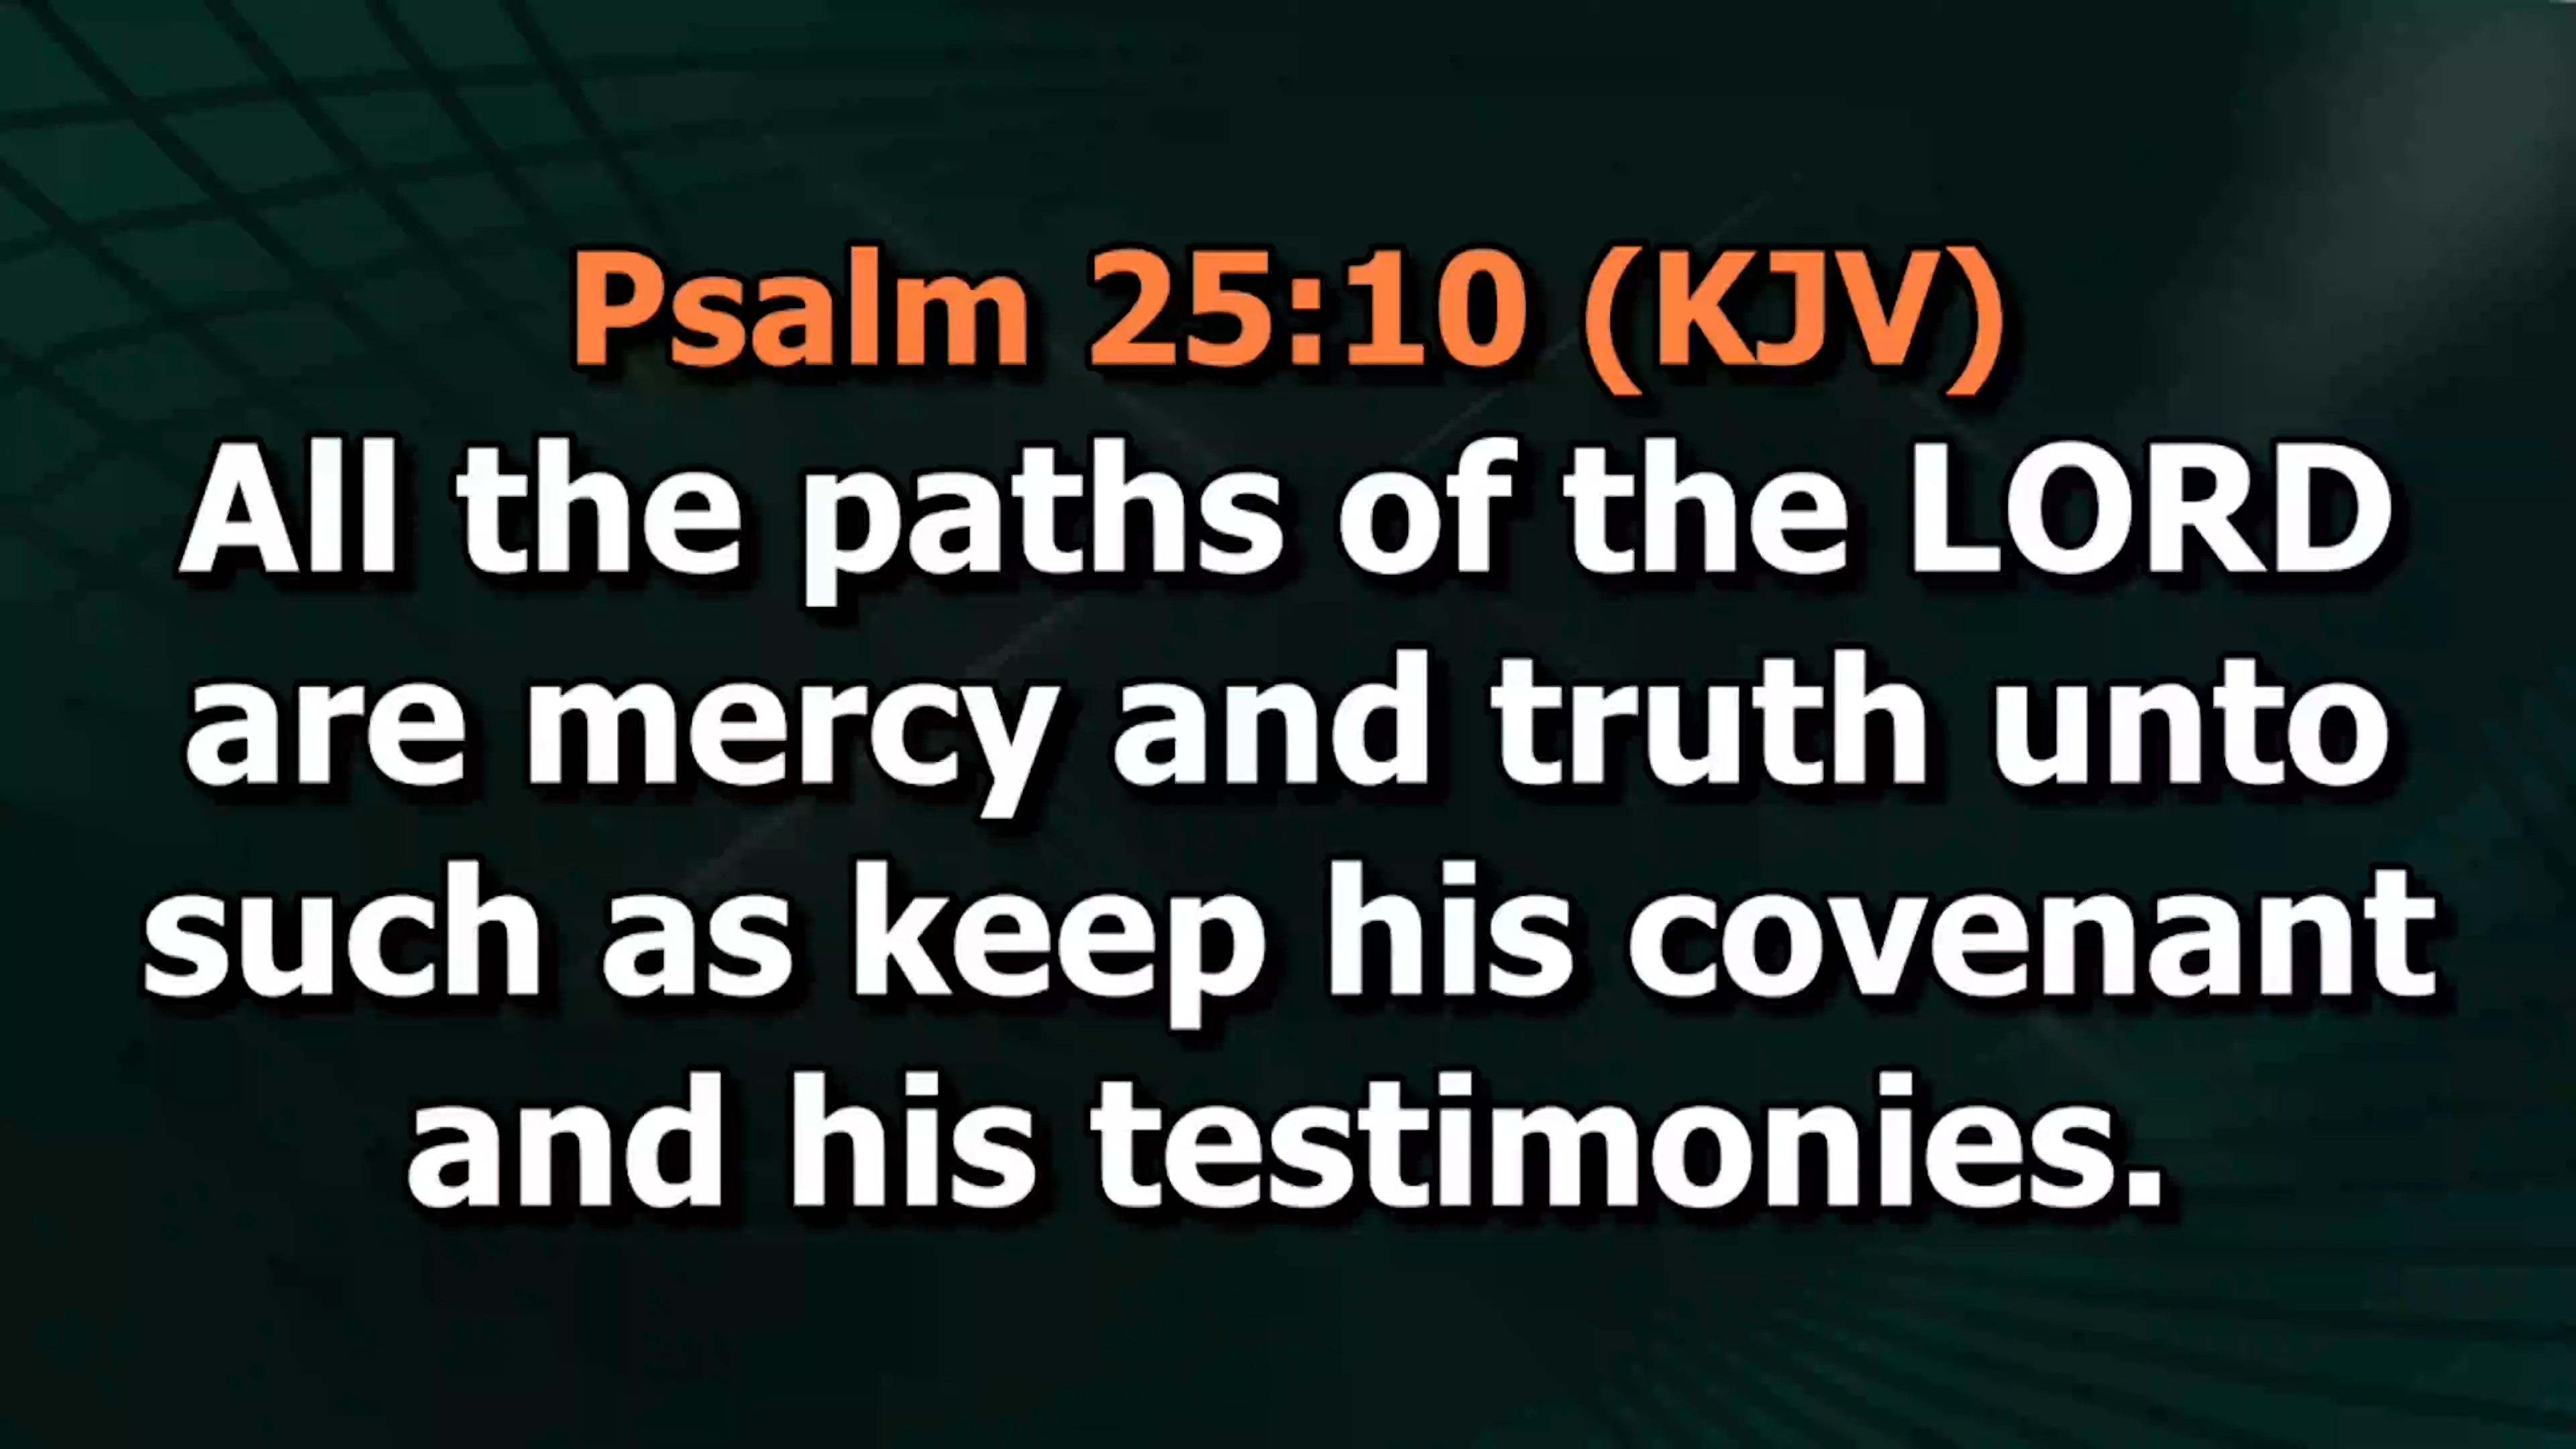 Psalm 25:10 (KJV)
All the paths of the LORD
are mercy and truth unto
such as keep his covenant
and his testimonies.